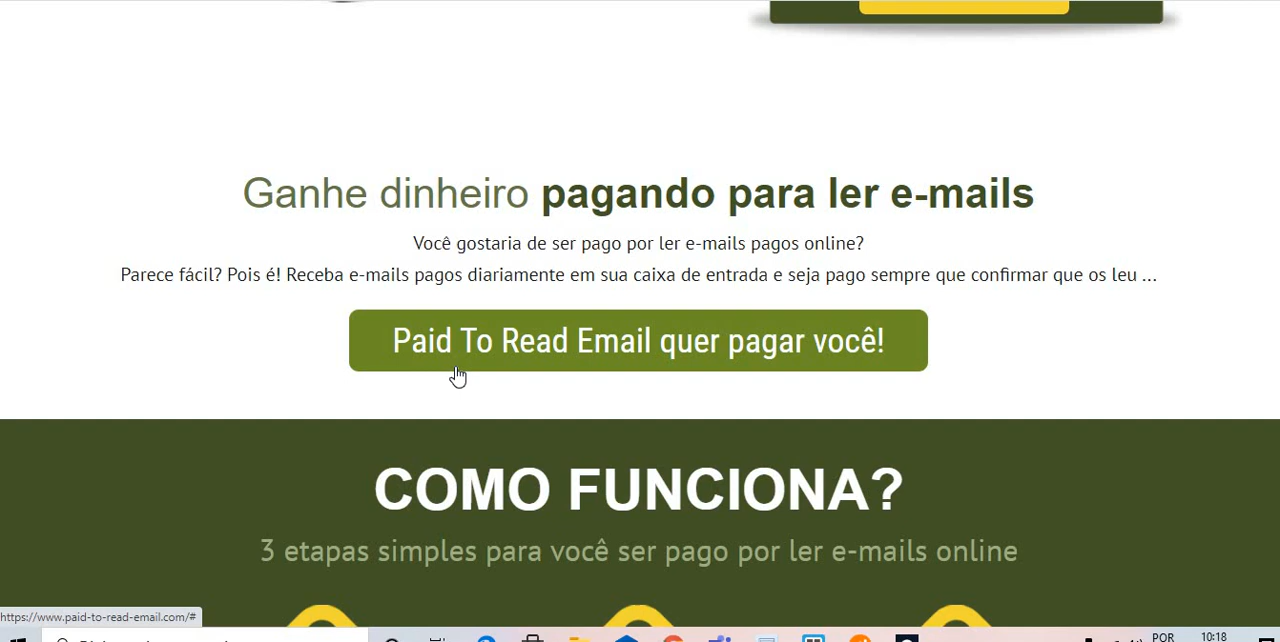 Ganhe dinheiro pagando para ler e-mails
Você gostaria de ser pago por ler e-mails pagos online?
Parece fácil? Pois é! Receba e-mails pagos diariamente em sua caixa de entrada e seja pago sempre que confirmar que os leu ...
Paid To Read Email quer pagar você!
COMO FUNCIONA?
3 etapas simples para você ser pago por ler e-mails online
https://www.paid-to-read-email.com/#
POR
10:18